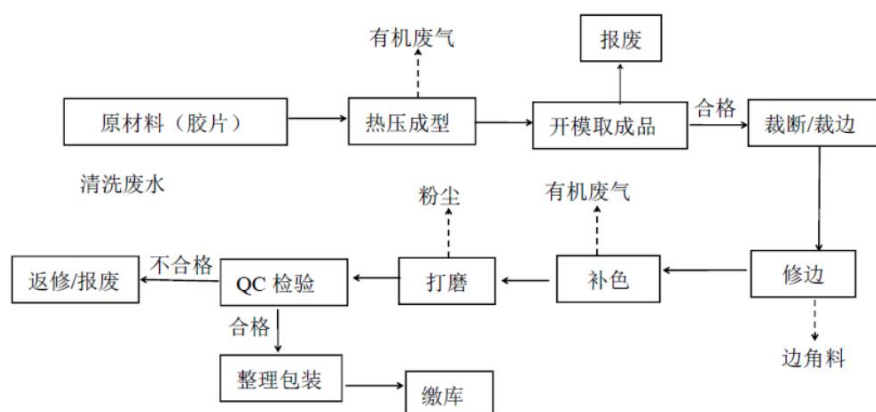 有机废气
报废
原材料（胶片）
热压成型
开模取成品
合格
裁断/裁边
清洗废水
粉尘
有机废气
返修/报废
不合格
QC 检验
打磨
补色
修边
合格
边角料
整理包装
缴库